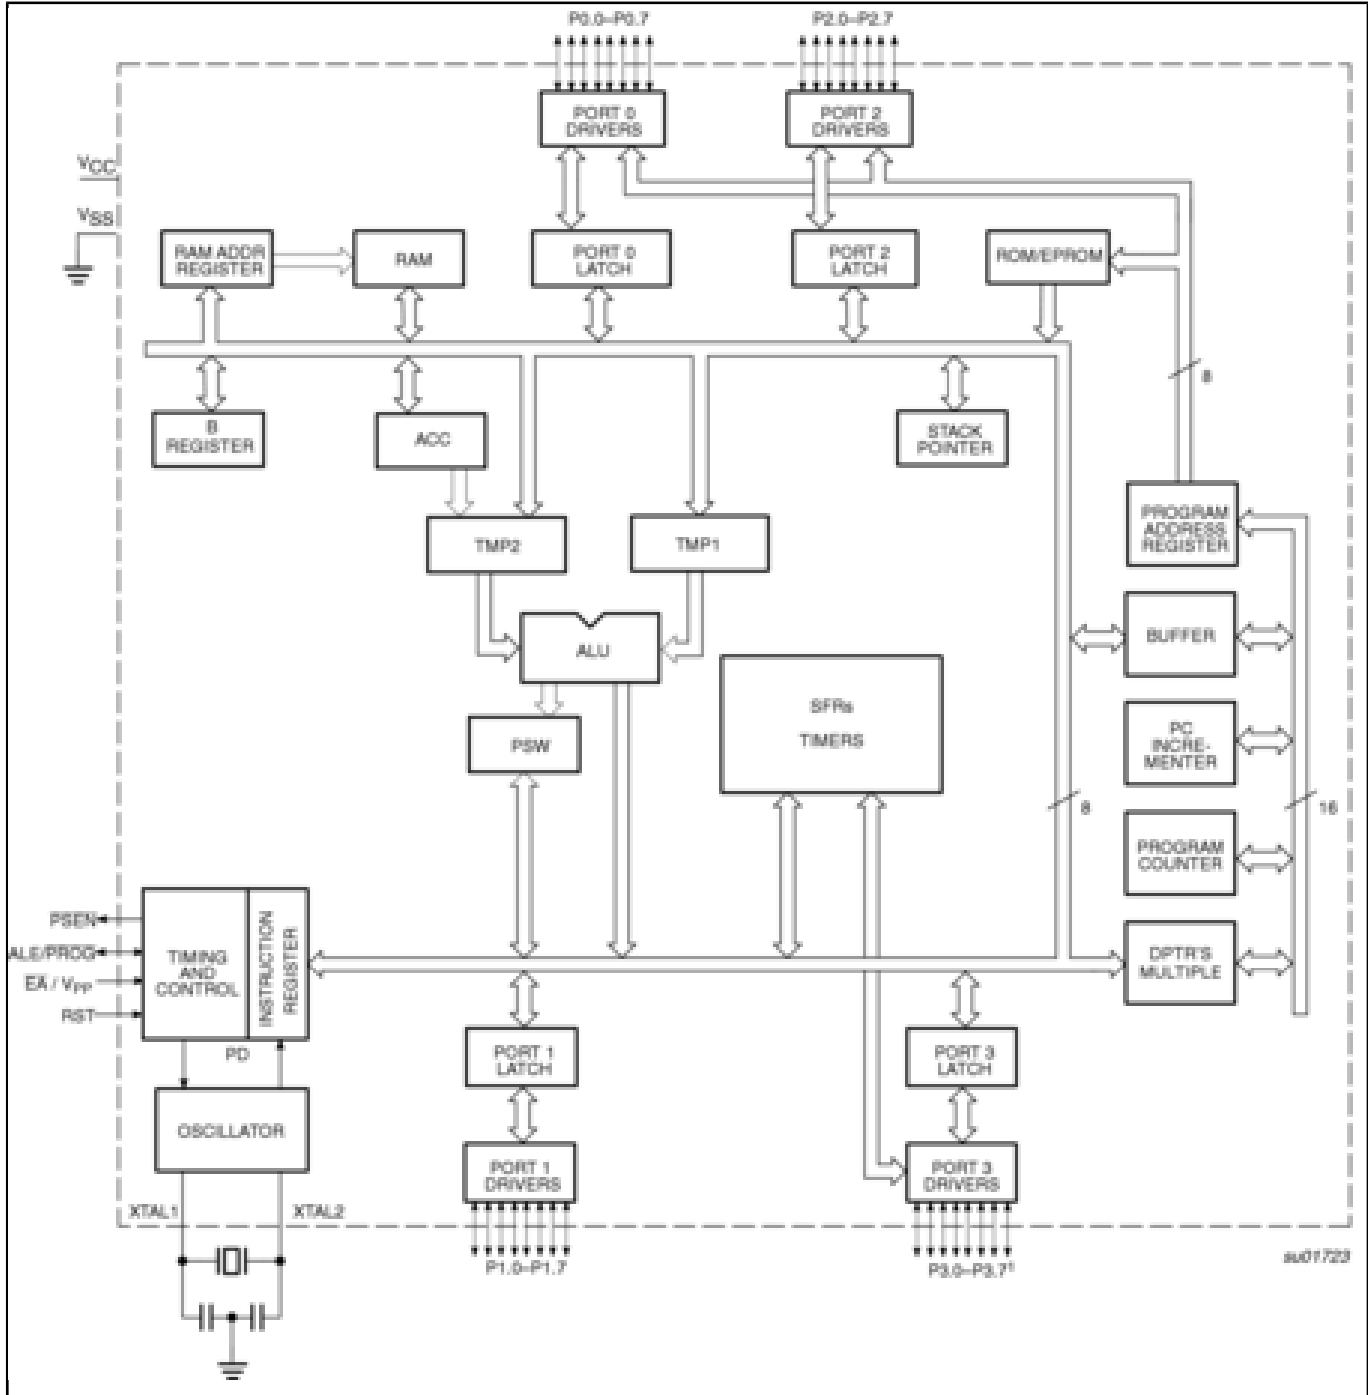 P0.0–P0.7
P2.0–P2.7
PORT 0
DRIVERS
PORT 2
DRIVERS
VCC
VSS
RAM ADDR
REGISTER
RAM
PORT 0
LATCH
PORT 2
LATCH
ROM/EPROM
8
B
REGISTER
ACC
STACK
POINTER
PROGRAM
ADDRESS
REGISTER
TMP2
TMP1
BUFFER
ALU
SFRs
TIMERS
PSW
PC
INCRE-
MENTER
8
16
PROGRAM
COUNTER
PSEN
ALE/PROG
EA / VPP
RST
TIMING
AND
CONTROL
INSTRUCTION
REGISTER
DPTR'S
MULTIPLE
PD
PORT 1
LATCH
PORT 3
LATCH
OSCILLATOR
PORT 1
DRIVERS
PORT 3
DRIVERS
XTAL1
XTAL2
P1.0–P1.7
P3.0–P3.7¹
su01723